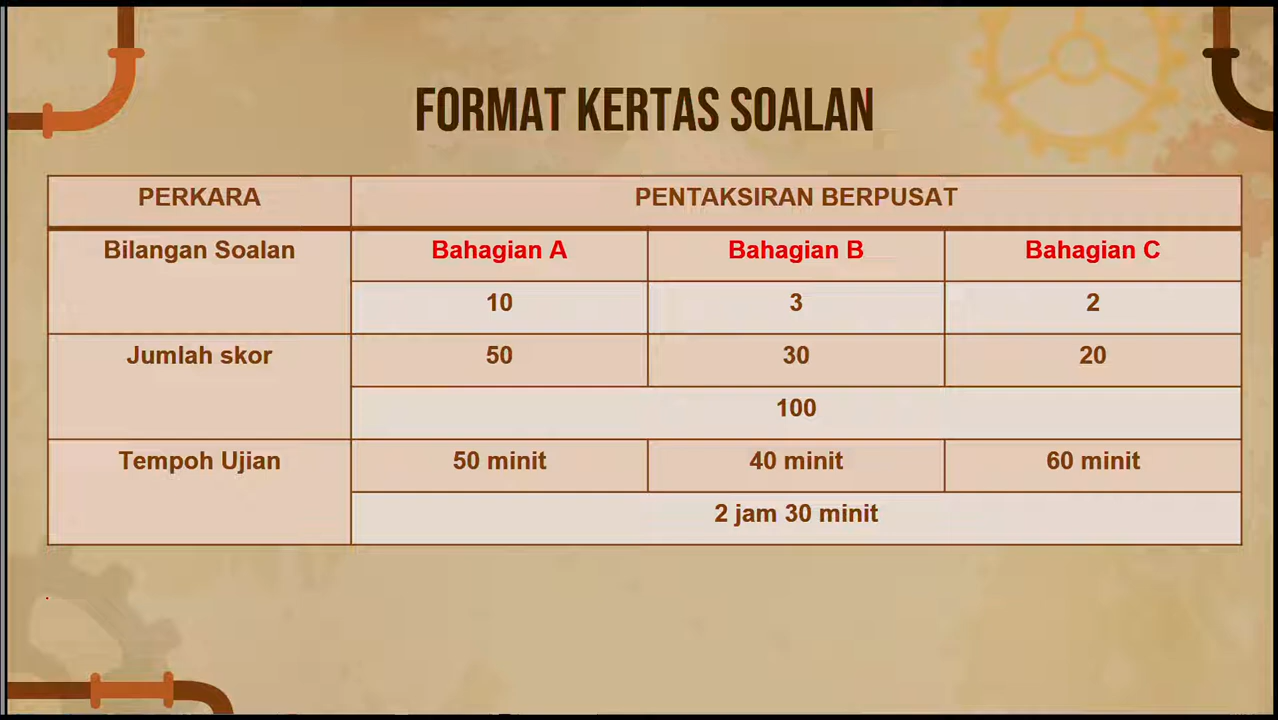 FORMAT KERTAS SOALAN
PERKARA PENTAKSIRAN BERPUSAT
Bilangan Soalan Bahagian A Bahagian B Bahagian C
10 3 2
Jumlah skor 50 30 20
100
Tempoh Ujian 50 minit 40 minit 60 minit
2 jam 30 minit